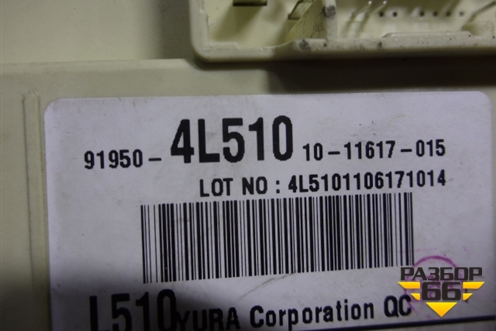 91950-4L510 10-11617-015
LOT NO : 4L5101106171014
L510 YURA Corporation QC
РАЗБОР
66